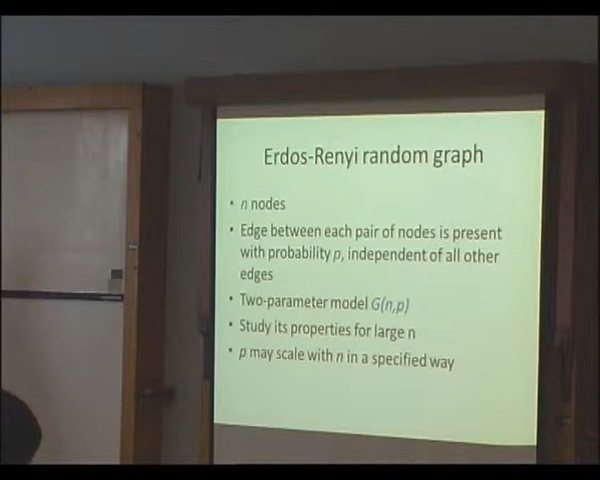 Erdos-Renyi random graph
• n nodes
• Edge between each pair of nodes is present
with probability p, independent of all other
edges
• Two-parameter model G(n,p)
• Study its properties for large n
• p may scale with n in a specified way